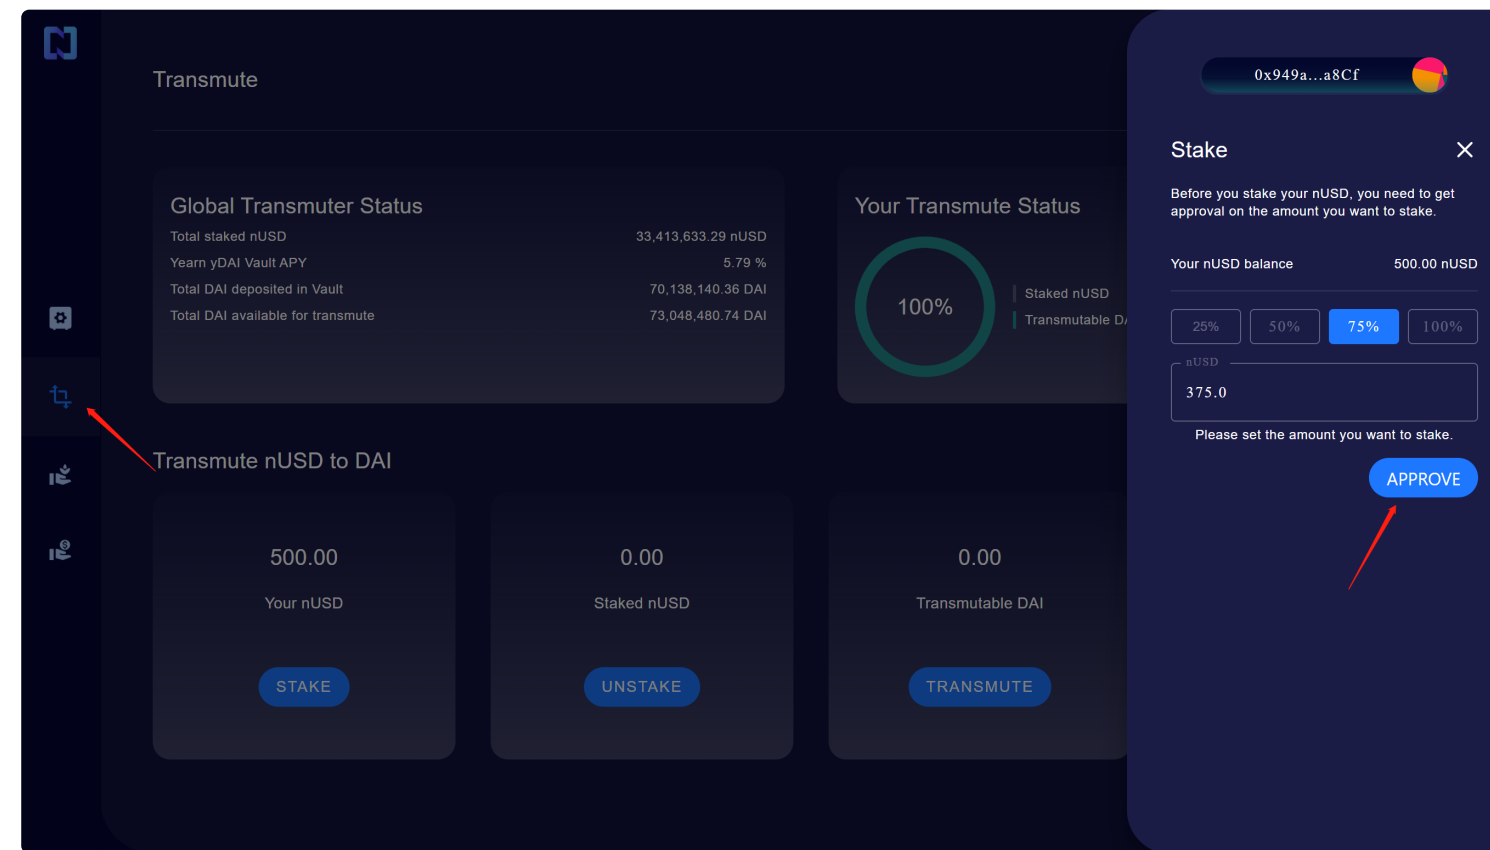 Transmute
Global Transmuter Status
Total staked nUSD 33,413,633.29 nUSD
Yearn yDAI Vault APY 5.79 %
Total DAI deposited in Vault 70,138,140.36 DAI
Total DAI available for transmute 73,048,480.74 DAI
Your Transmute Status
100%
Staked nUSD
Transmutable
Transmute nUSD to DAI
500.00
Your nUSD
STAKE
0.00
Staked nUSD
UNSTAKE
0.00
Transmutable DAI
TRANSMUTE
0x949a...a8Cf
Stake
Before you stake your nUSD, you need to get
approval on the amount you want to stake.
Your nUSD balance 500.00 nUSD
25% 50% 75% 100%
nUSD
375.0
Please set the amount you want to stake.
APPROVE